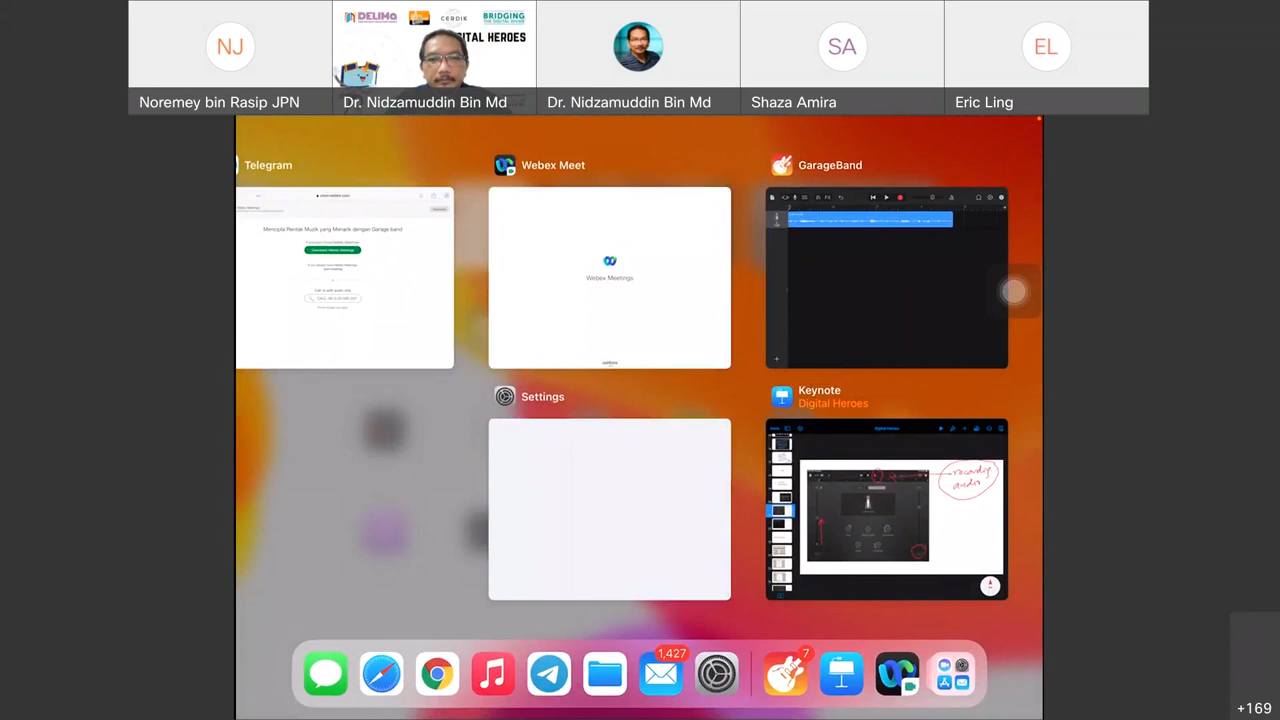 NJ
DELIMa
CERDIK
BRIDGING
THE DIGITAL DIVIDE
ITAL HEROES
SA
EL
Noremey bin Rasip JPN
Dr. Nidzamuddin Bin Md
Dr. Nidzamuddin Bin Md
Shaza Amira
Eric Ling
Telegram
Webex Meet
GarageBand
Mencipta Rentak Muzik yang Menarik dengan Garage band
Webex Meetings
Settings
Keynote
Digital Heroes
Digital Heroes
recording
audio
1,427
7
+169